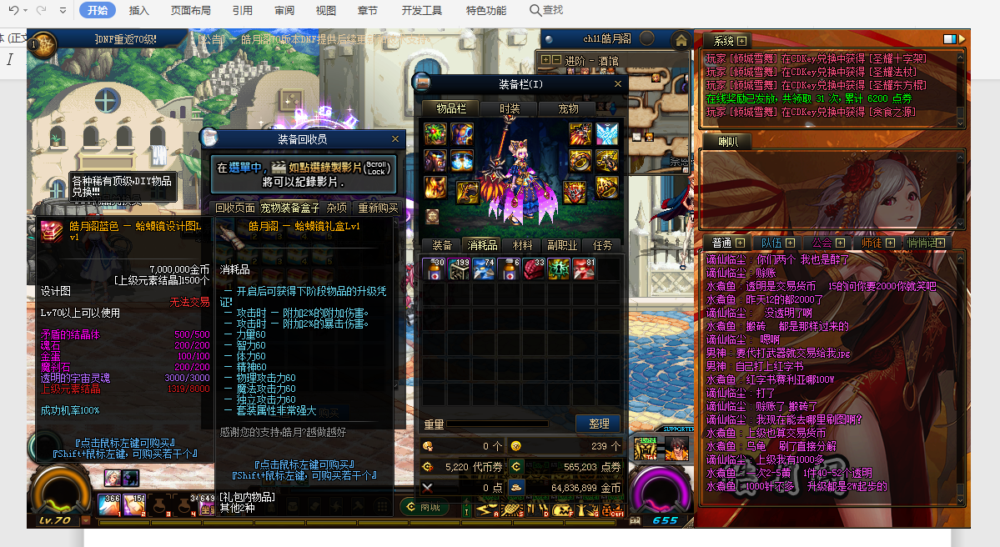 开始 插入 页面布局 引用 审阅 视图 章节 开发工具 特色功能 查找
]DNF重返70级!
[公告] — 皓月阁70版本DNF提供后续更新
ch11.皓月阁
进阶 - 酒馆
各种稀有顶级,DIY物品
兑换!!!
装备回收员
在選單中,如點選錄製影片(Scroll Lock)
將可以紀錄影片.
回收页面 宠物装备盒子 杂项 重新购买
皓月阁蓝色 — 蛤蟆镜设计图L
v1
7,000,000金币
[上级元素结晶]1500个
设计图
无法交易
Lv70以上可以使用
矛盾的结晶体 500/500
魂石 200/200
金蛋 100/100
魔刹石 200/200
透明的宇宙灵魂 3000/3000
上级元素结晶 1319/8000
成功机率100%
『点击鼠标左键可购买』
『Shift+鼠标左键, 可购买若干个』
皓月阁 — 蛤蟆镜礼盒Lv1
消耗品
— 开启后可获得下阶段物品的升级凭
证!
— 攻击时 — 附加2%的附加伤害。
— 攻击时 — 附加2%的暴击伤害。
— 力量60
— 智力60
— 体力60
— 精神60
— 物理攻击力60
— 魔法攻击力60
— 独立攻击力60
— 套装属性非常强大
感谢您的支持,皓月?越做越好
『点击鼠标左键可购买』
『Shift+鼠标左键, 可购买若干个』
[礼包内物品]
其他2种
装备栏(I)
物品栏 时装 宠物
装备 消耗品 材料 副职业 任务
30 199 74 6 33 81
重量
整理
0 个 239 个
5,220 代币券 565,203 点券
0 点 64,836,899 金币
商城
SUPPORTER
Lv.70
366 151
655
系统
玩家 [倾城雪舞] 在CDKey兑换中获得 [圣耀十字架]
玩家 [倾城雪舞] 在CDKey兑换中获得 [圣耀法杖]
玩家 [倾城雪舞] 在CDKey兑换中获得 [圣耀东方棍]
在线奖励已发放,共领取 31 次,累计 6200 点券
玩家 [倾城雪舞] 在CDKey兑换中获得 [贪食之源]
喇叭
普通 队伍 公会 师徒 悄悄话
谪仙临尘：你们两个 我也是醉了
谪仙临尘：赊账
水煮鱼：透明是交易货币 15的问你要2000你就笑吧
水煮鱼：昨天12的都2000了
谪仙临尘： 没透明了啊
水煮鱼：搬砖 都是那样过来的
谪仙临尘： 嗯啊
男神：要代打武器就交易给我jpg
男神：自己打上红字书
水煮鱼：红字书赛利亚哪100W
谪仙临尘：打了
谪仙临尘：赊账了 搬砖了
谪仙临尘：我现在能去哪里刷图啊?
水煮鱼：上级也算交易货币
水煮鱼：乌龟 刷了直接分解
谪仙临尘：上级我有1000多
水煮鱼：一次2-5黄 1件40-52个透明
水煮鱼：1000针不多 升级都是2W起步的